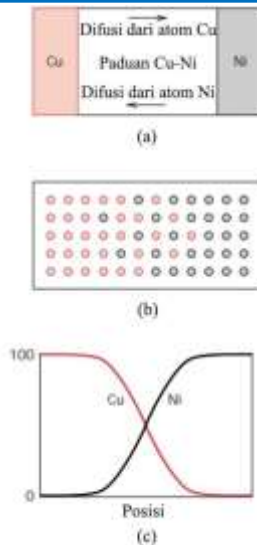 Difusi dari atom Cu
Cu
Paduan Cu-Ni
Ni
Difusi dari atom Ni
(a)
(b)
100
Cu
Ni
0
Posisi
(c)